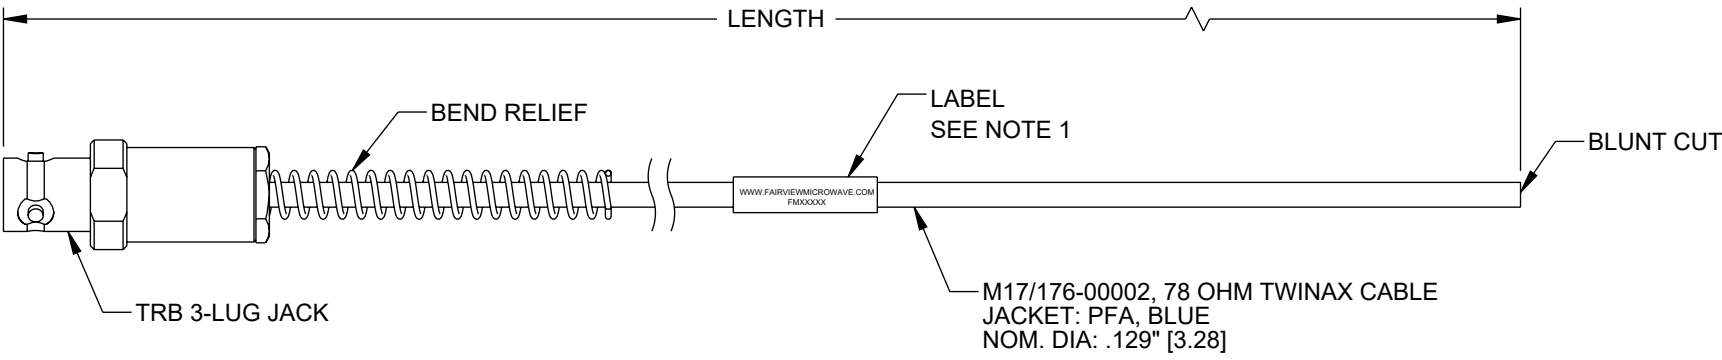 LENGTH
BEND RELIEF
LABEL
SEE NOTE 1
BLUNT CUT
WWW.FAIRVIEWMICROWAVE.COM
FMXXXXX
TRB 3-LUG JACK
M17/176-00002, 78 OHM TWINAX CABLE
JACKET: PFA, BLUE
NOM. DIA: .129" [3.28]